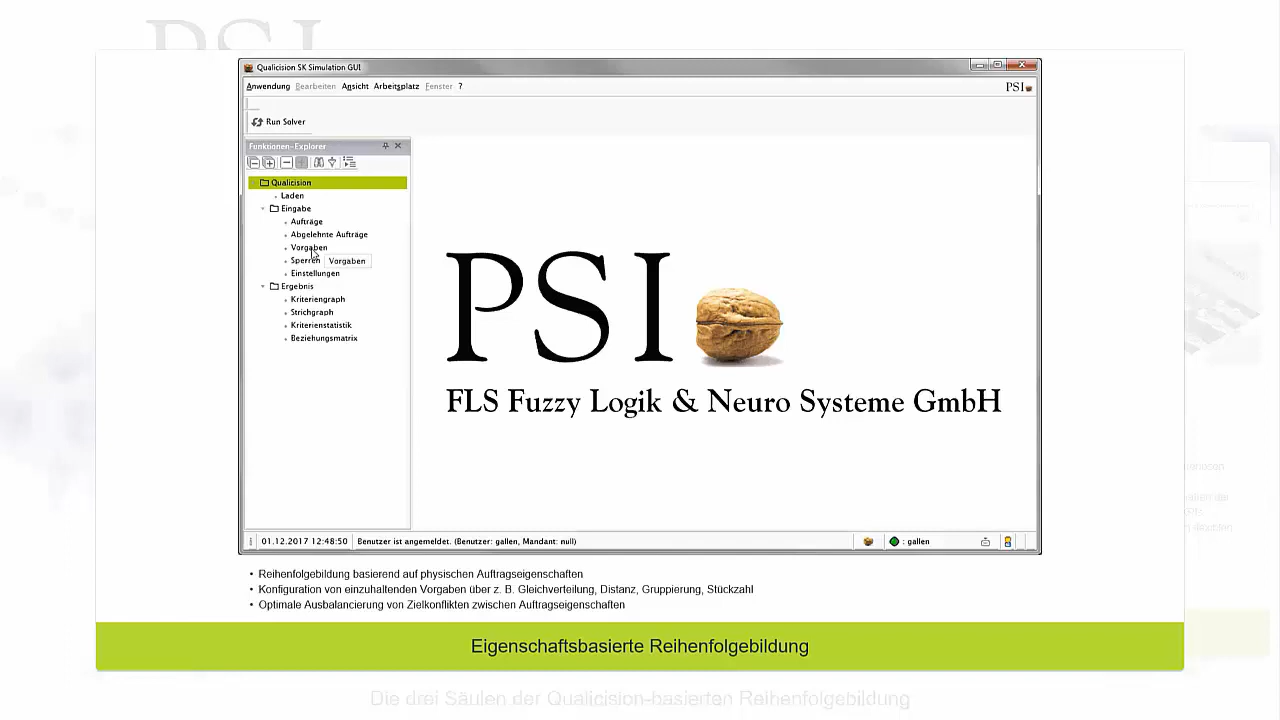 PSI
Qualicision SK Simulation GUI
Anwendung Bearbeiten Ansicht Arbeitsplatz Fenster ?
PSI
Run Solver
Funktionen-Explorer
Qualicision
Laden
Eingabe
Aufträge
Abgelehnte Aufträge
Vorgaben
Sperren
Vorgaben
Einstellungen
Ergebnis
Kriteriengraph
Strichgraph
Kriterienstatistik
Beziehungsmatrix
PSI
FLS Fuzzy Logik & Neuro Systeme GmbH
01.12.2017 12:48:50 Benutzer ist angemeldet. (Benutzer: gallen, Mandant: null) : gallen
• Reihenfolgebildung basierend auf physischen Auftragseigenschaften
• Konfiguration von einzuhaltenden Vorgaben über z. B. Gleichverteilung, Distanz, Gruppierung, Stückzahl
• Optimale Ausbalancierung von Zielkonflikten zwischen Auftragseigenschaften
Eigenschaftsbasierte Reihenfolgebildung
Die drei Säulen der Qualicision-basierten Reihenfolgebildung